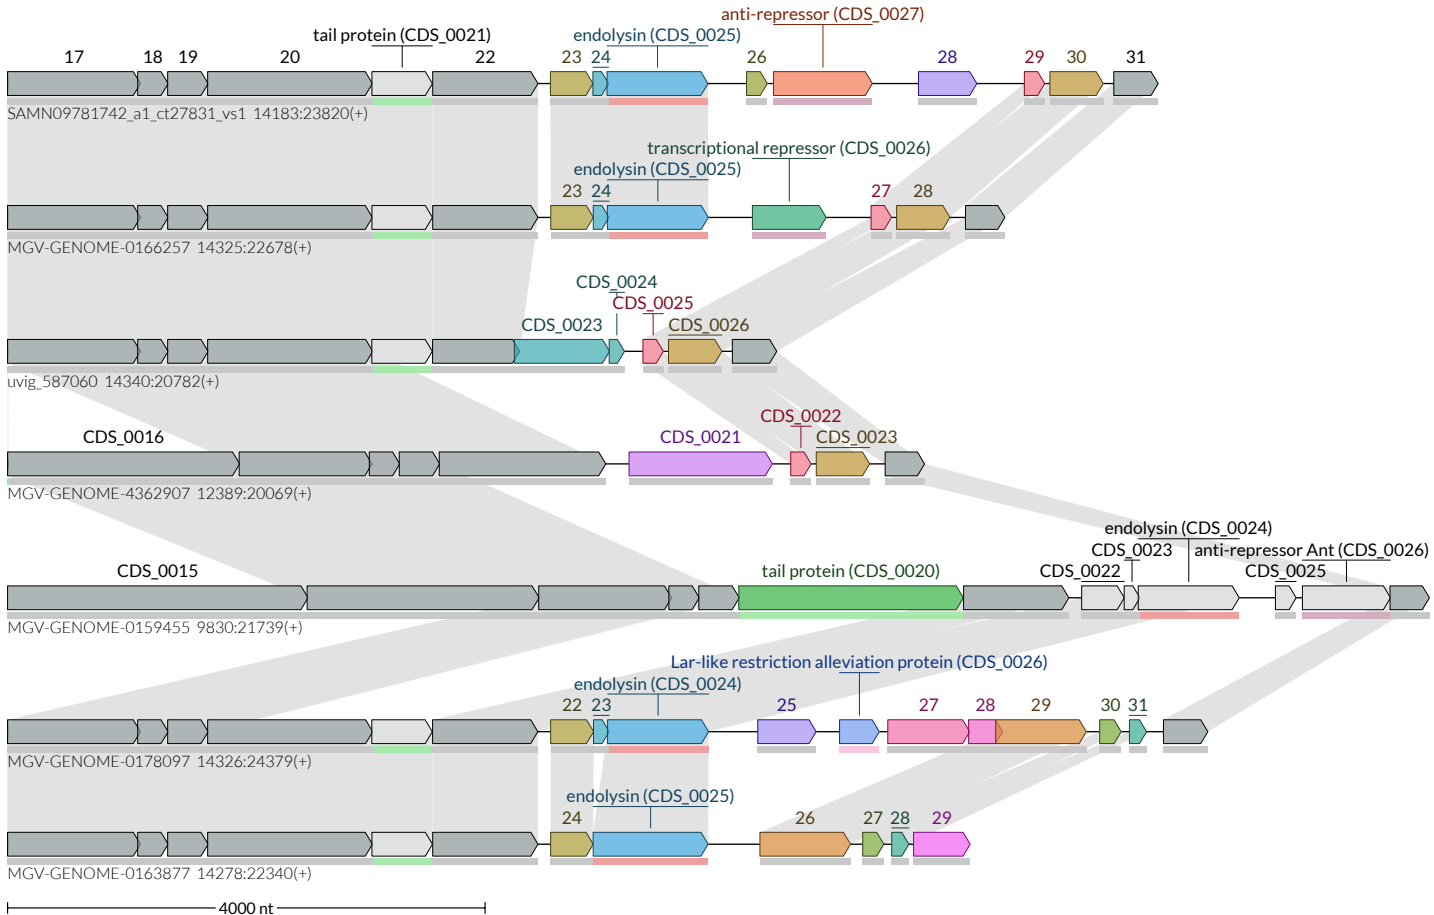 anti-repressor (CDS_0027)
tail protein (CDS_0021) endolysin (CDS_0025)
17 18 19 20 22 23 24 26 28 29 30 31
SAMN09781742_a1_ct27831_vs1 14183:23820(+)
transcriptional repressor (CDS_0026)
endolysin (CDS_0025)
23 24 27 28
MGV-GENOME-0166257 14325:22678(+)
CDS_0024
CDS_0025
CDS_0023 CDS_0026
uvig_587060 14340:20782(+)
CDS_0022
CDS_0016 CDS_0021 CDS_0023
MGV-GENOME-4362907 12389:20069(+)
endolysin (CDS_0024)
CDS_0023 anti-repressor Ant (CDS_0026)
CDS_0015 tail protein (CDS_0020) CDS_0022 CDS_0025
MGV-GENOME-0159455 9830:21739(+)
Lar-like restriction alleviation protein (CDS_0026)
endolysin (CDS_0024)
22 23 25 27 28 29 30 31
MGV-GENOME-0178097 14326:24379(+)
endolysin (CDS_0025)
24 26 27 28 29
MGV-GENOME-0163877 14278:22340(+)
4000 nt